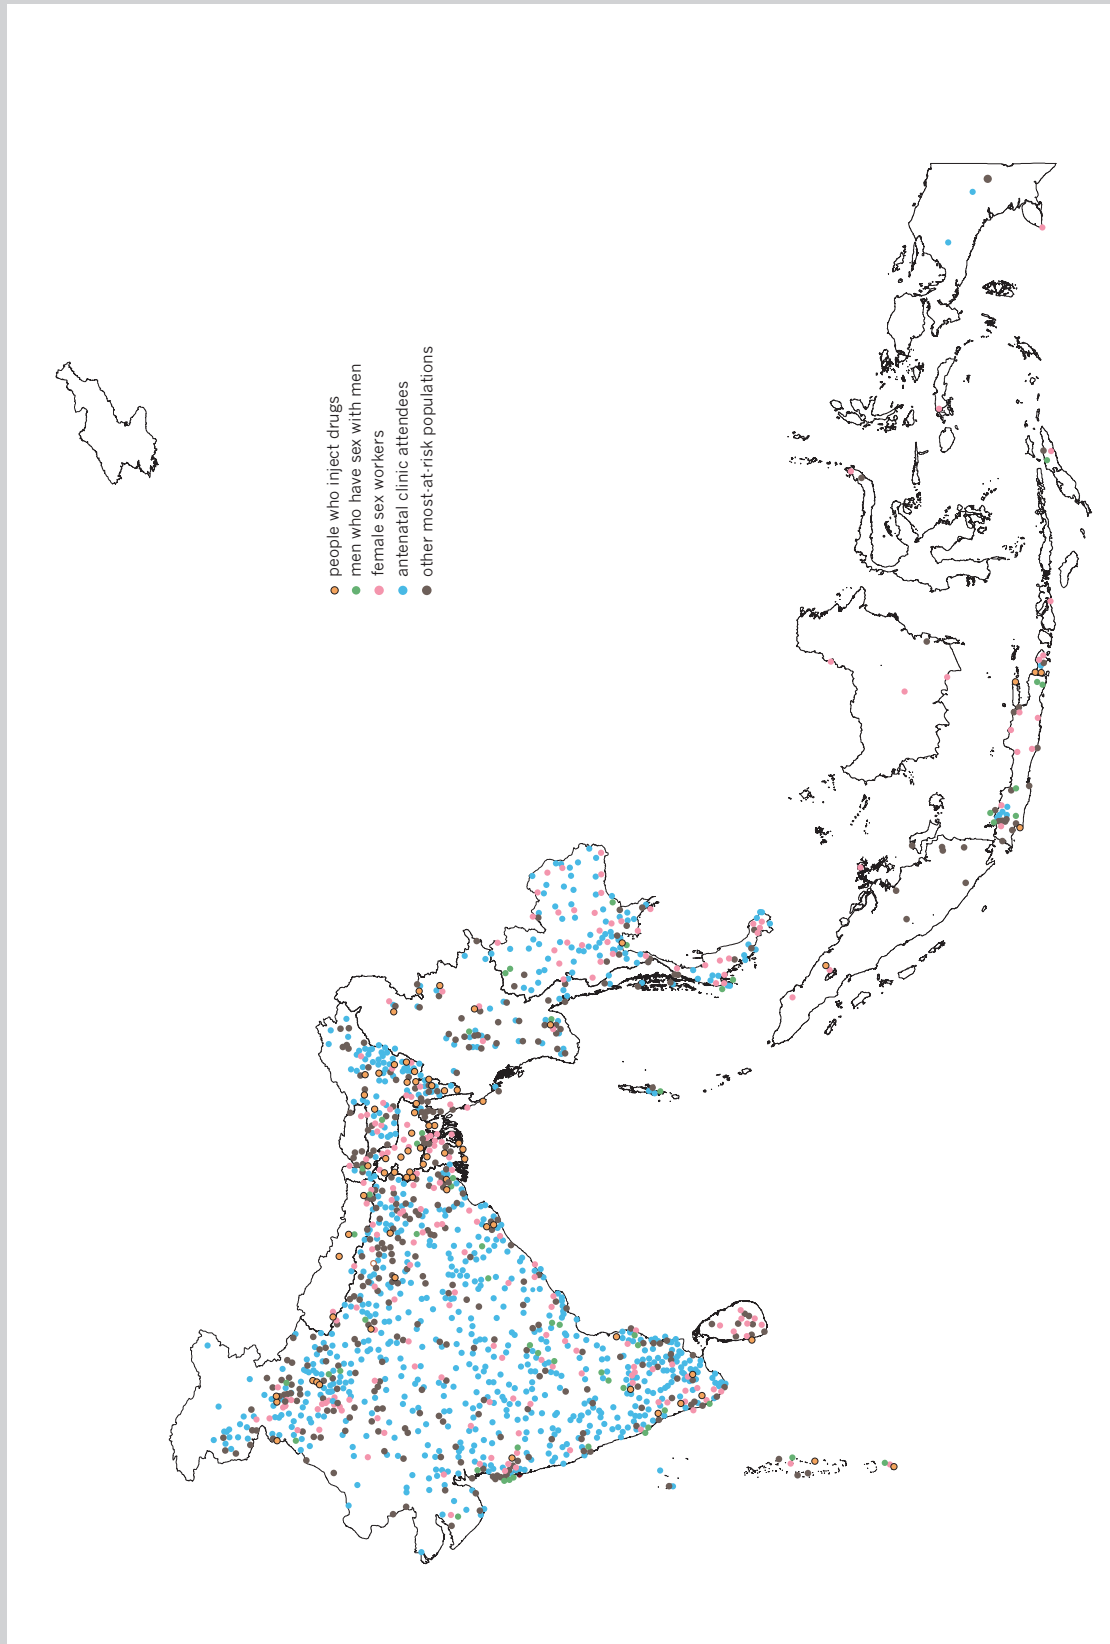 people who inject drugs
men who have sex with men
female sex workers
antenatal clinic attendees
other most-at-risk populations